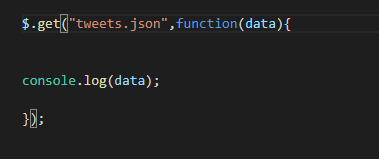 $.get("tweets.json",function(data){
console.log(data);
});